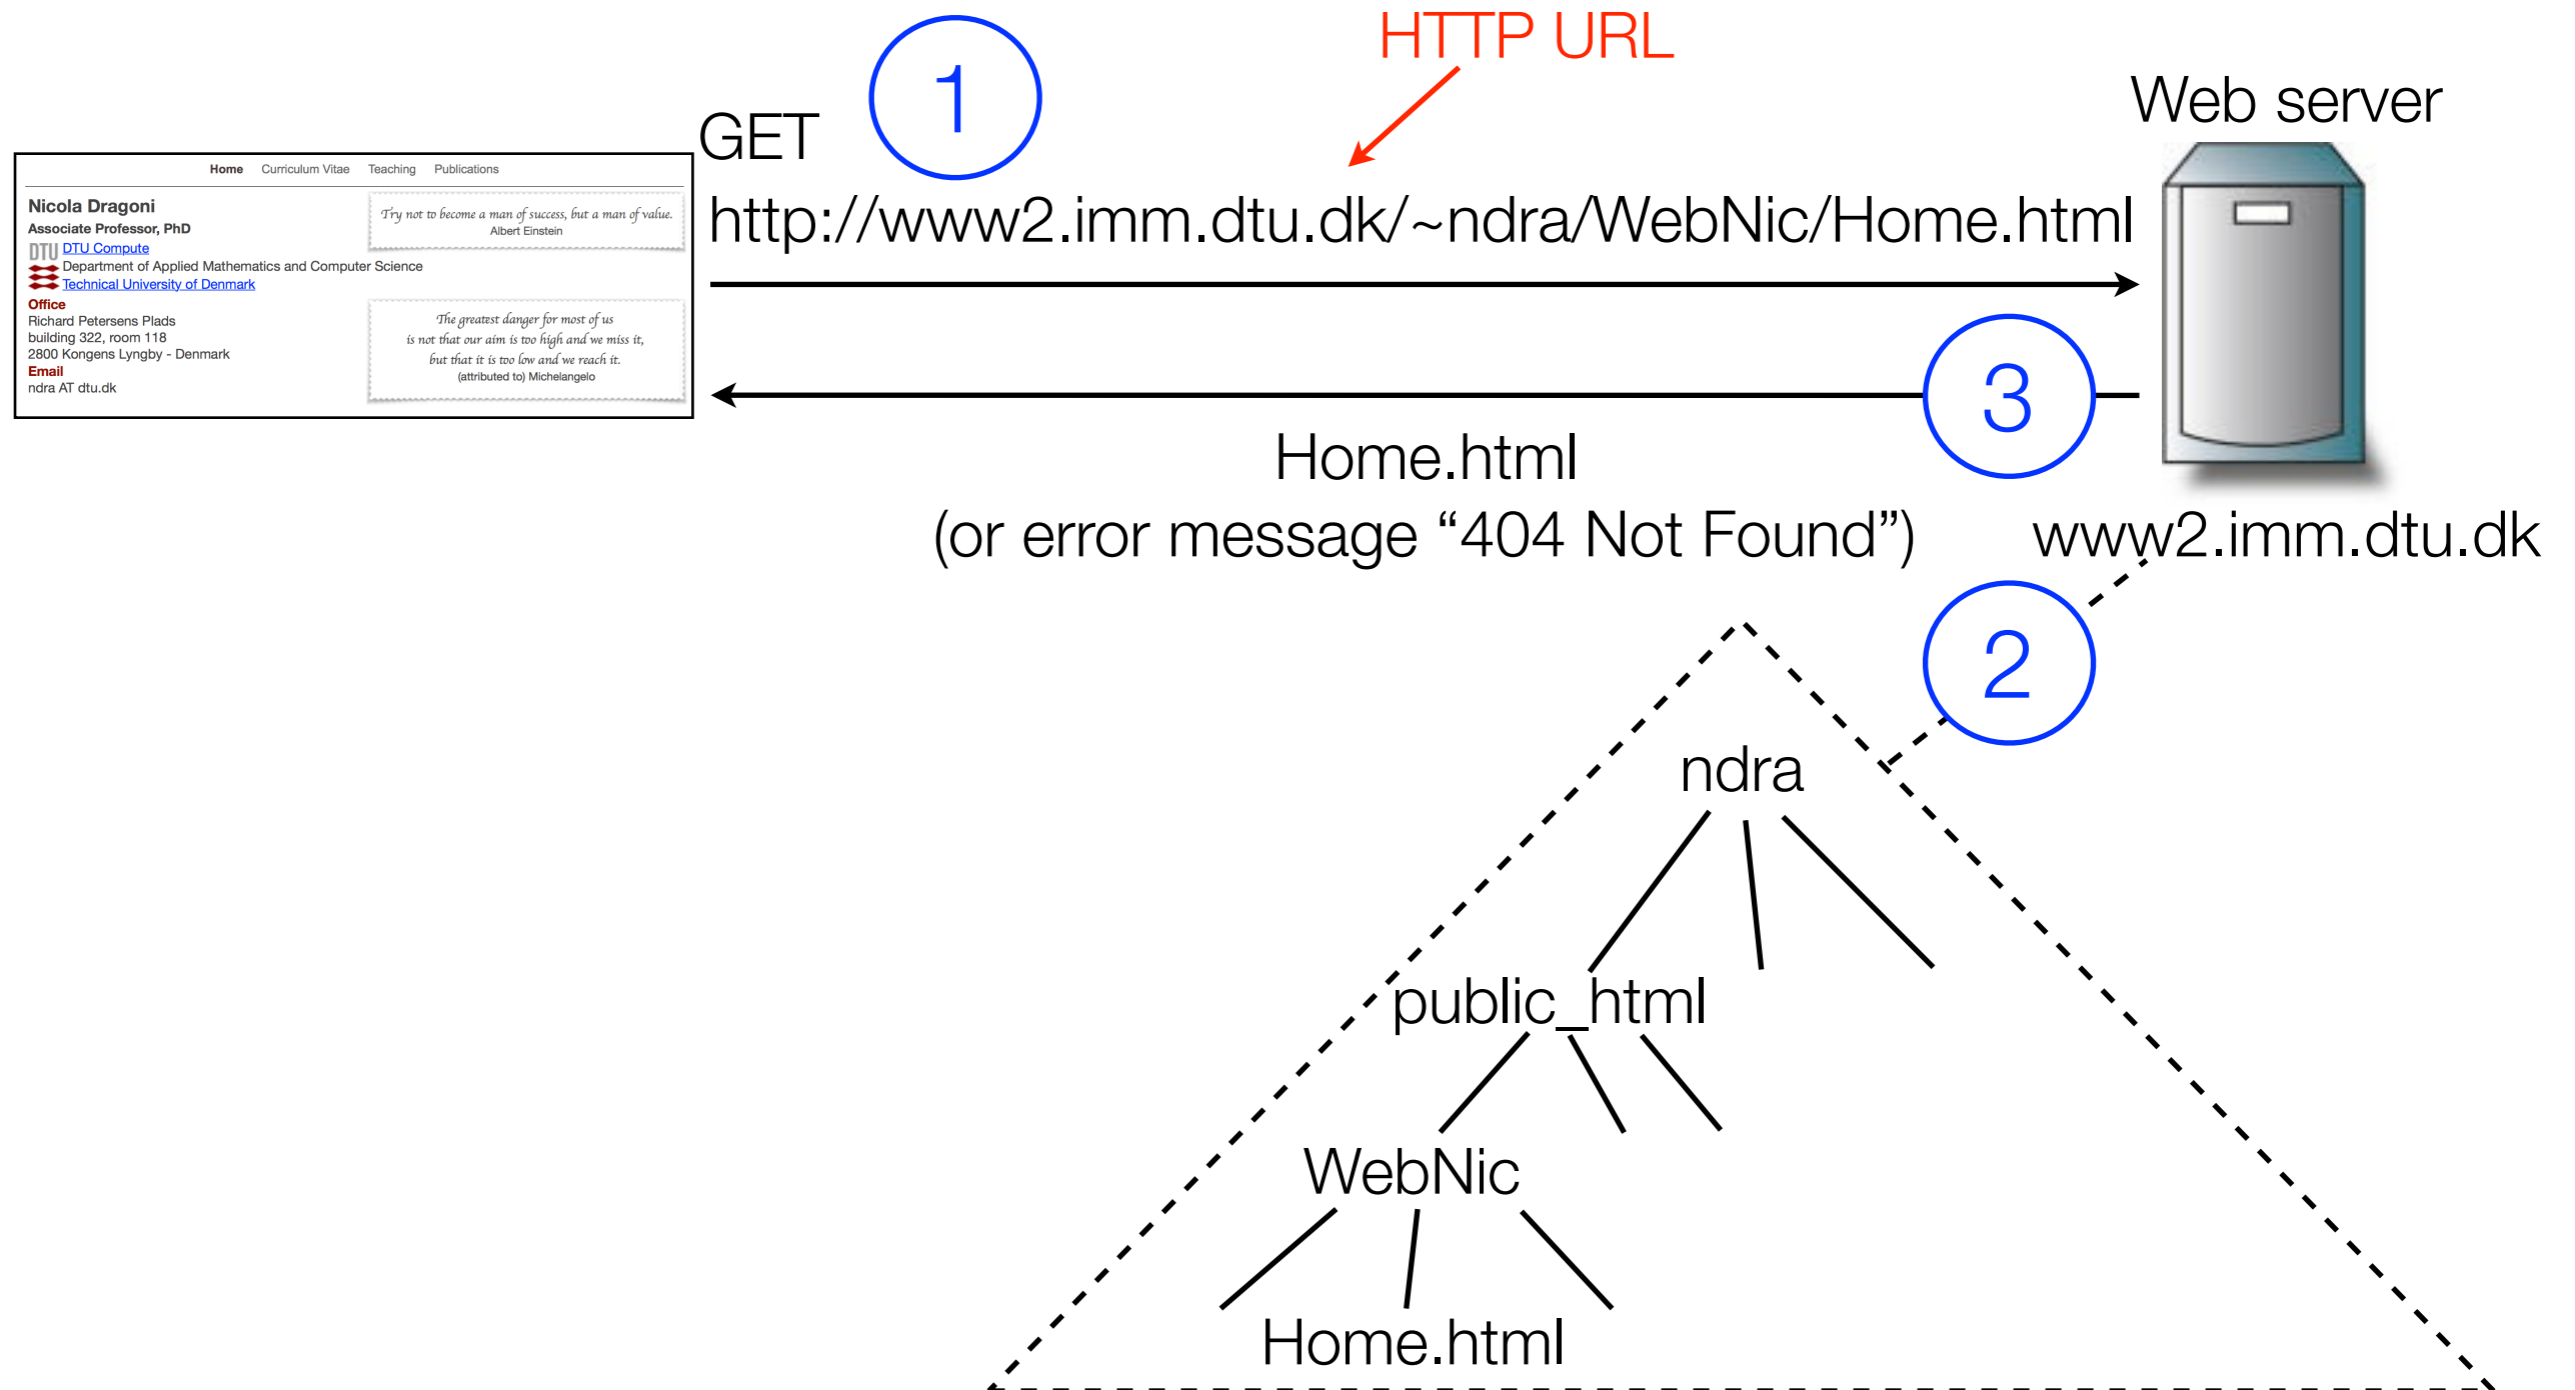 HTTP URL
1
Web server
GET
http://www2.imm.dtu.dk/~ndra/WebNic/Home.html
Home Curriculum Vitae Teaching Publications
Nicola Dragoni
Associate Professor, PhD
DTU DTU Compute
Department of Applied Mathematics and Computer Science
Technical University of Denmark
Office
Richard Petersens Plads
building 322, room 118
2800 Kongens Lyngby - Denmark
Email
ndra AT dtu.dk
Try not to become a man of success, but a man of value.
Albert Einstein
The greatest danger for most of us
is not that our aim is too high and we miss it,
but that it is too low and we reach it.
(attributed to) Michelangelo
3
Home.html
(or error message “404 Not Found”)
www2.imm.dtu.dk
2
ndra
public_html
WebNic
Home.html